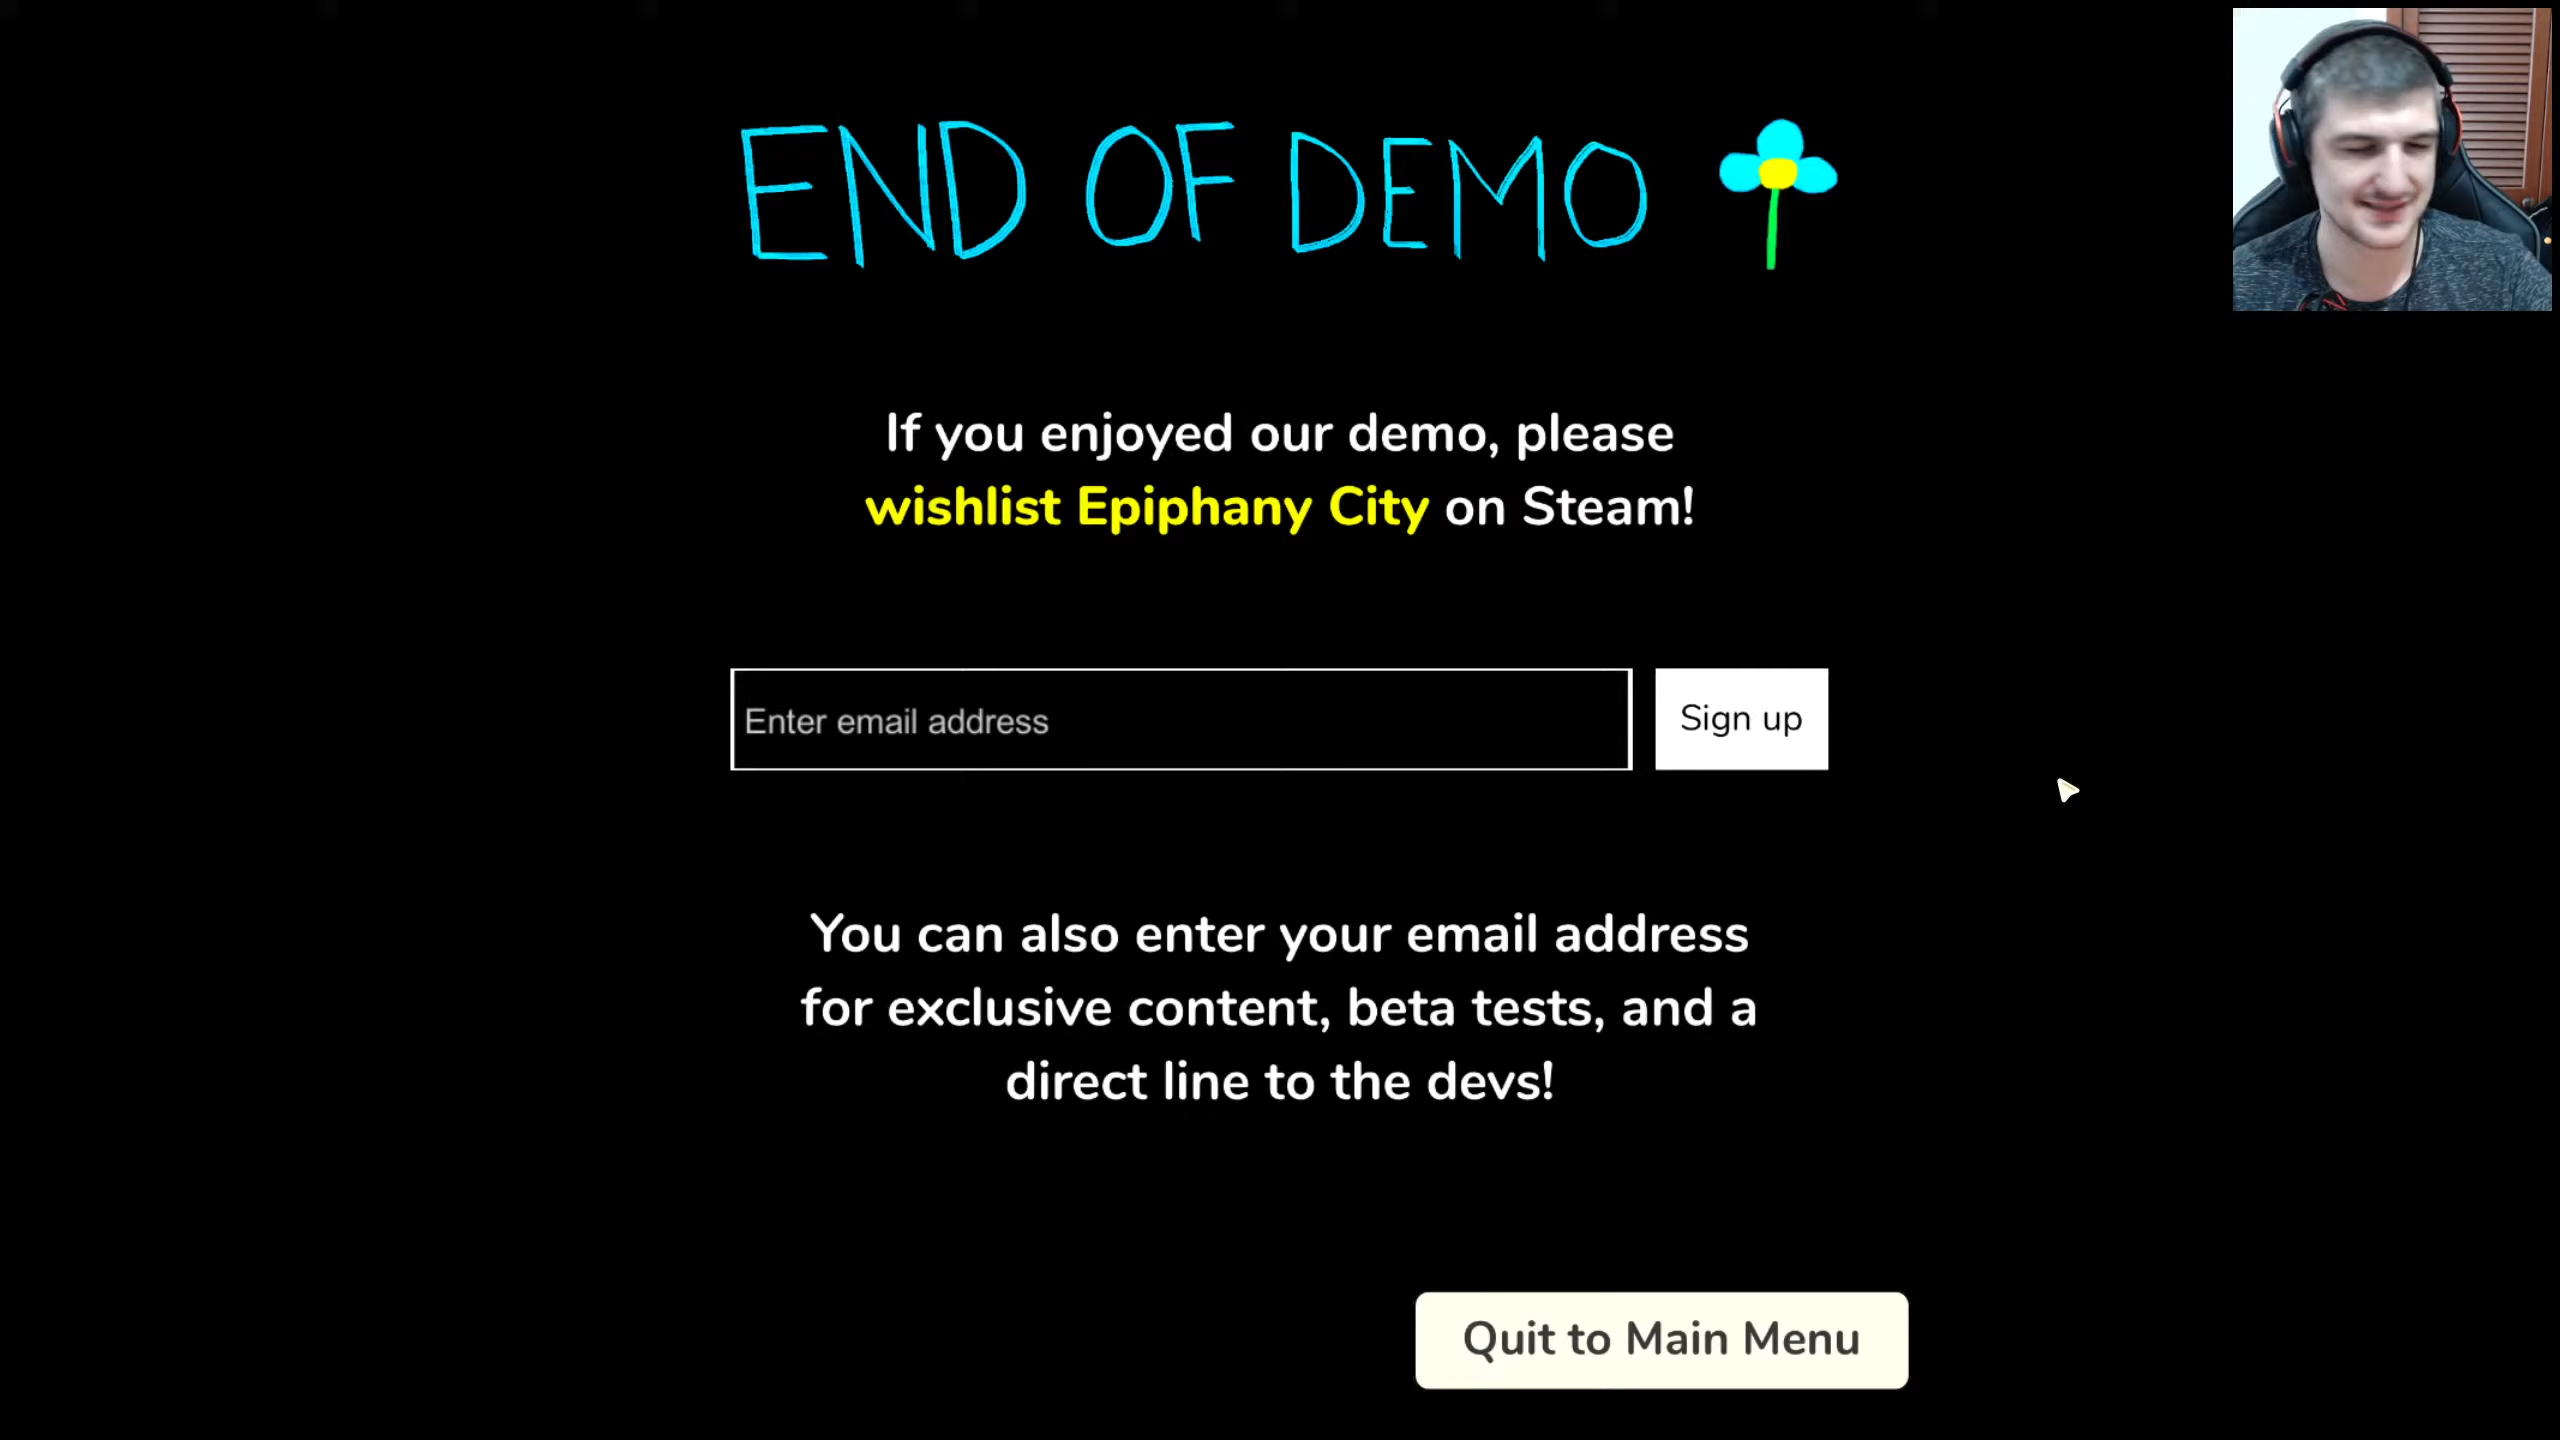 END OF DEMO
If you enjoyed our demo, please
wishlist Epiphany City on Steam!
Enter email address
Sign up
You can also enter your email address
for exclusive content, beta tests, and a
direct line to the devs!
Quit to Main Menu